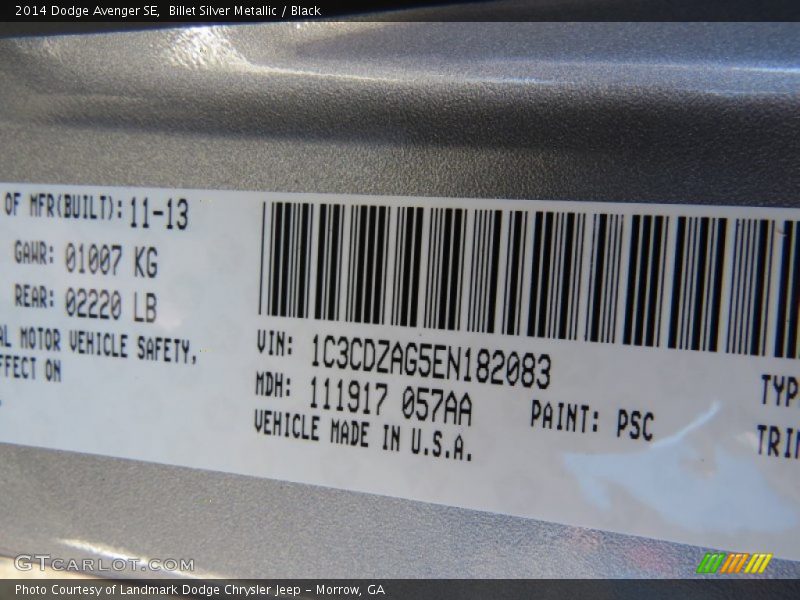 2014 Dodge Avenger SE,  Billet Silver Metallic / Black
OF MFR(BUILT): 11-13
GAWR: 01007 KG
REAR: 02220 LB
AL MOTOR VEHICLE SAFETY,
FFECT ON
VIN: 1C3CDZAG5EN182083
MDH: 111917 057AA
PAINT: PSC
VEHICLE MADE IN U.S.A.
TYP
TRIM
GTCarlot.com
Photo Courtesy of Landmark Dodge Chrysler Jeep – Morrow, GA